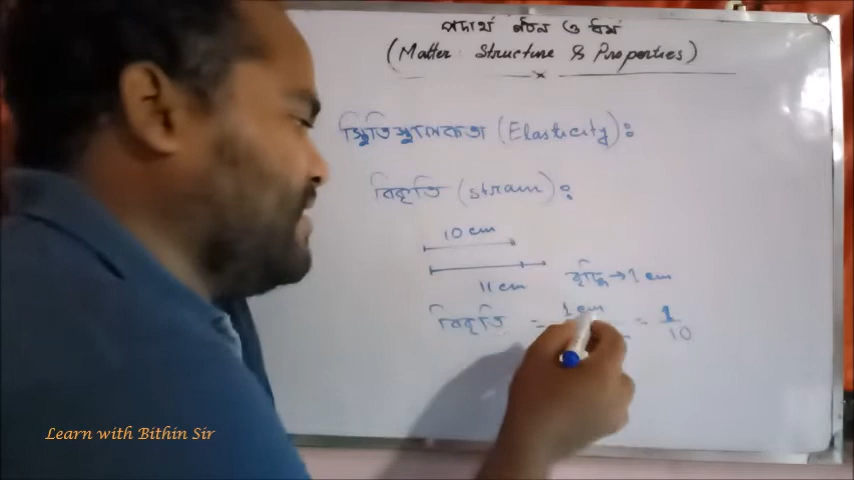 পদার্থ গঠন ও ধর্ম
(Matter: Structure & Properties)
স্থিতিস্থাপকতা (Elasticity):
বিকৃতি (strain):
10 cm
11 cm
বৃদ্ধি → 1 cm
বিকৃতি = 1 cm = 1
10
Learn with Bithin Sir